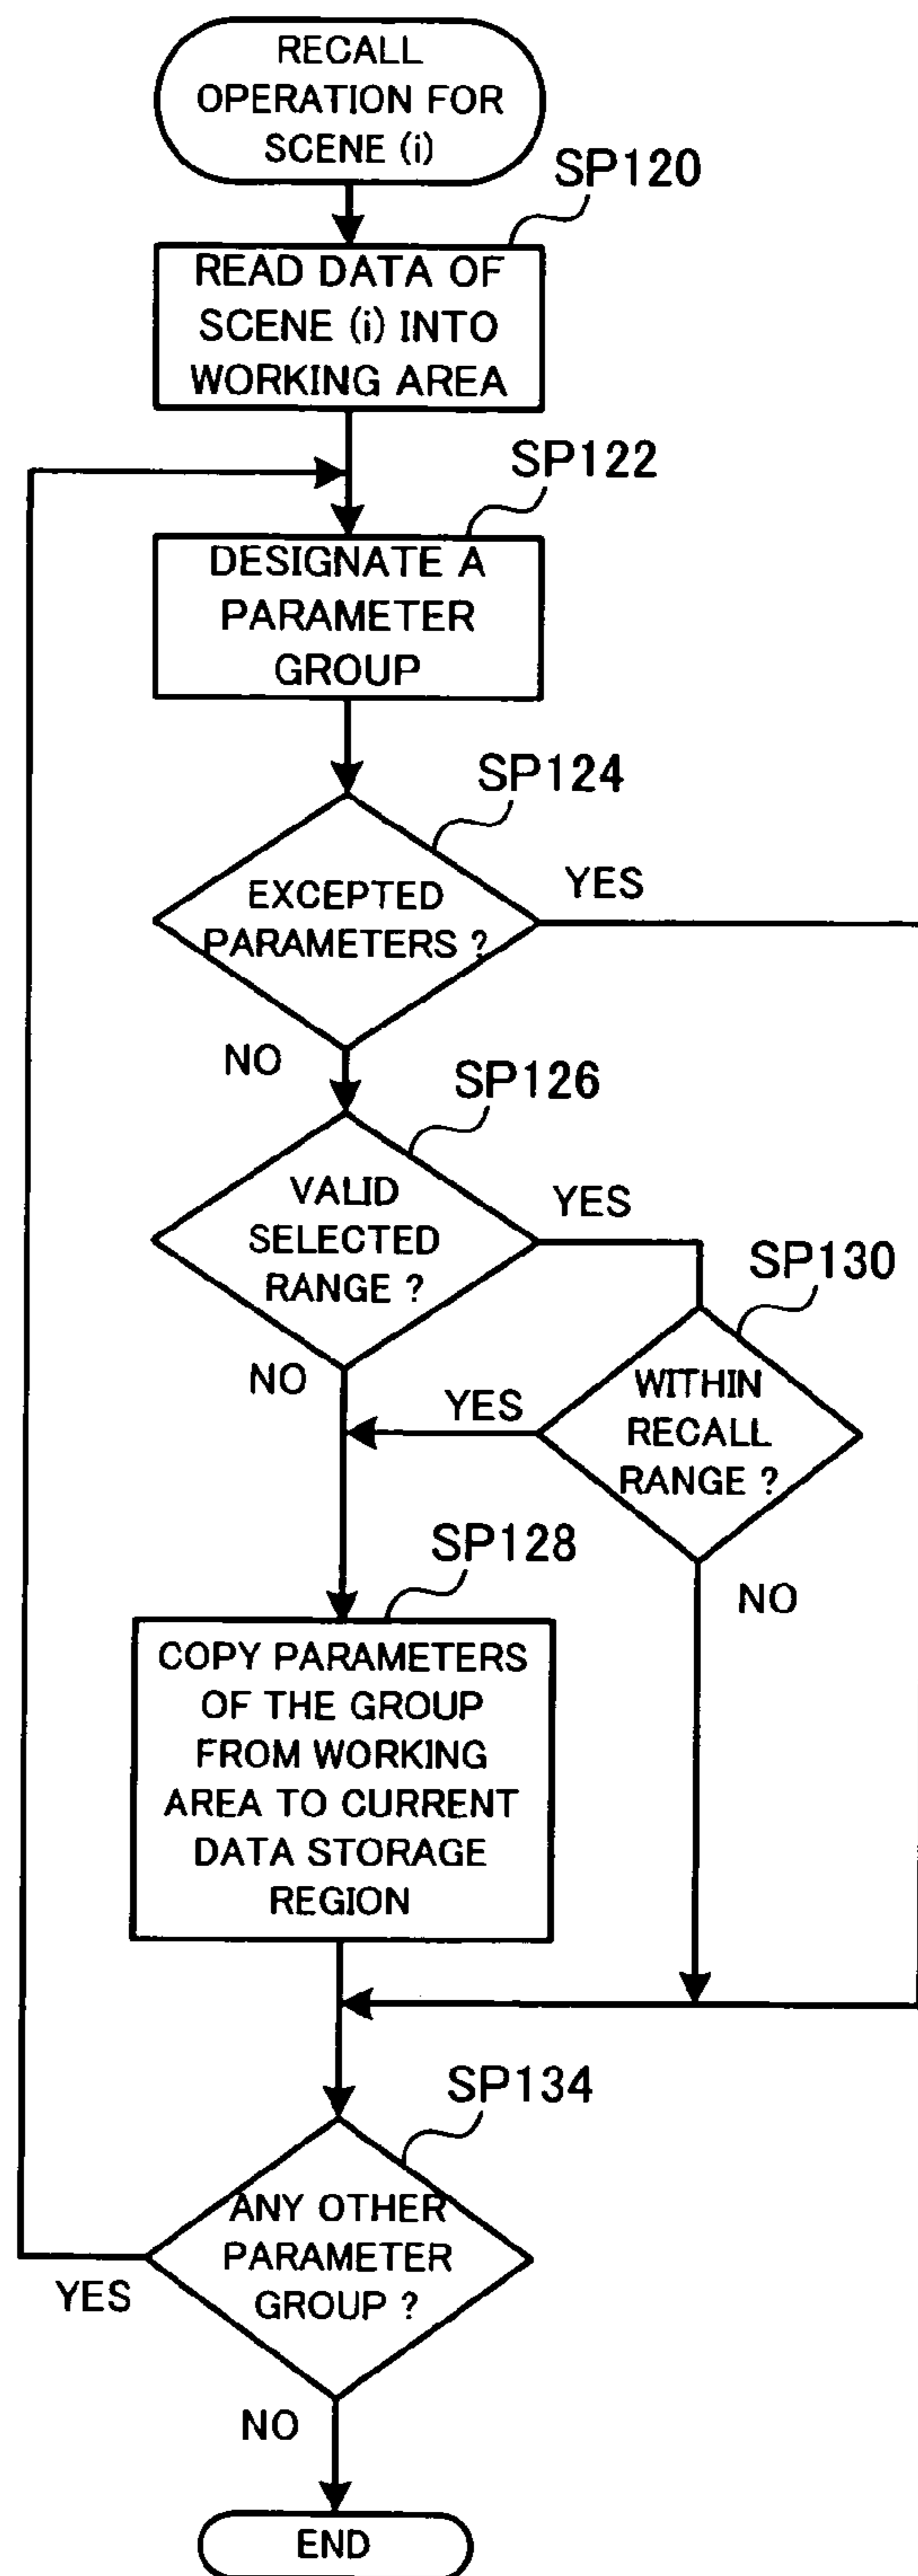 RECALL
OPERATION FOR
SCENE (i)
SP120
READ DATA OF
SCENE (i) INTO
WORKING AREA
SP122
DESIGNATE A
PARAMETER
GROUP
SP124
EXCEPTED
PARAMETERS ?
YES
NO
SP126
VALID
SELECTED
RANGE ?
YES
NO
SP130
WITHIN
RECALL
RANGE ?
YES
NO
SP128
COPY PARAMETERS
OF THE GROUP
FROM WORKING
AREA TO CURRENT
DATA STORAGE
REGION
SP134
ANY OTHER
PARAMETER
GROUP ?
YES
NO
END